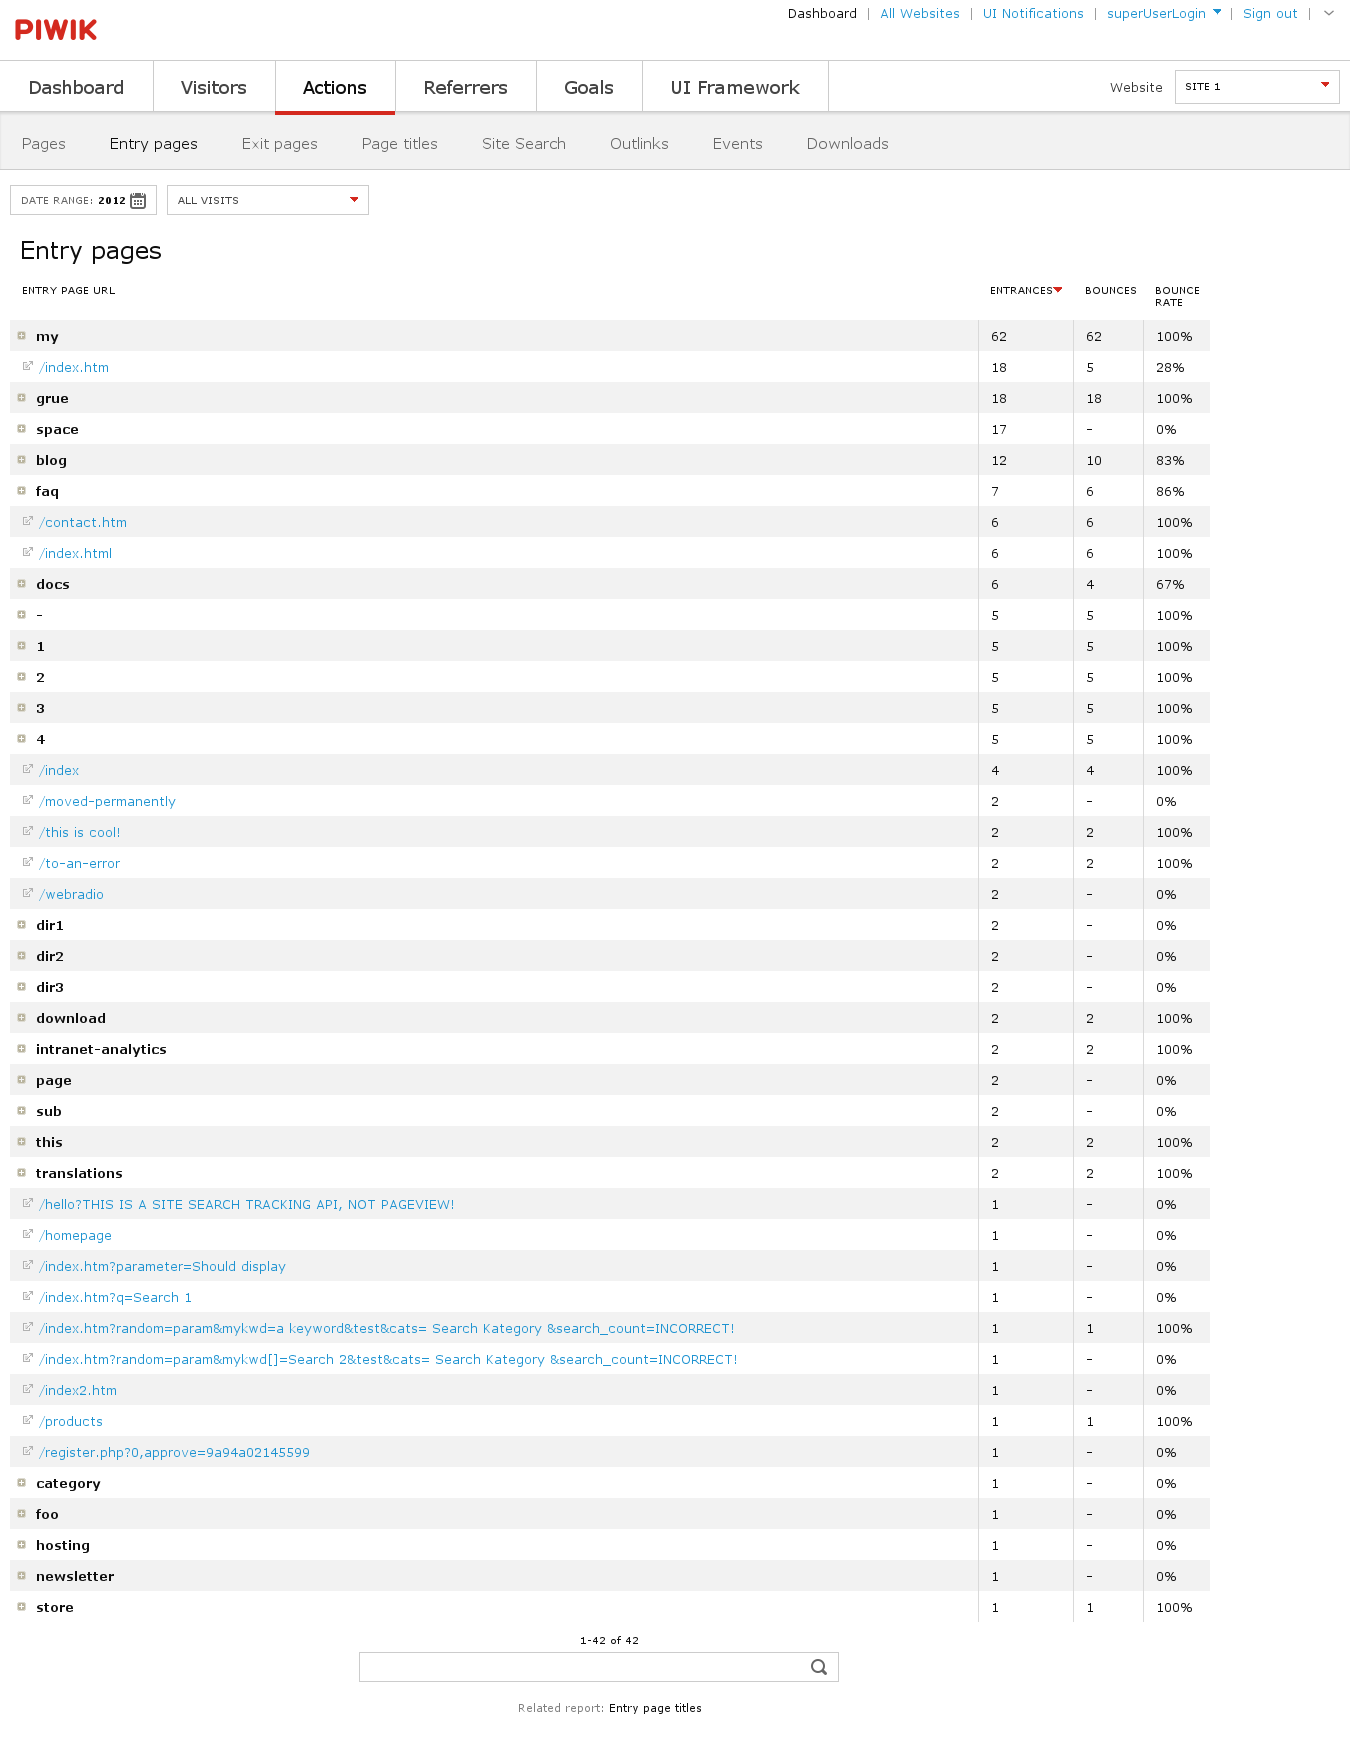 PIWIK
Dashboard | All Websites | UI Notifications | superUserLogin | Sign out |
Dashboard Visitors Actions Referrers Goals UI Framework Website SITE 1
Pages Entry pages Exit pages Page titles Site Search Outlinks Events Downloads
DATE RANGE: 2012 ALL VISITS
Entry pages
ENTRY PAGE URL ENTRANCES BOUNCES BOUNCE RATE
my 62 62 100%
/index.htm 18 5 28%
grue 18 18 100%
space 17 - 0%
blog 12 10 83%
faq 7 6 86%
/contact.htm 6 6 100%
/index.html 6 6 100%
docs 6 4 67%
- 5 5 100%
1 5 5 100%
2 5 5 100%
3 5 5 100%
4 5 5 100%
/index 4 4 100%
/moved-permanently 2 - 0%
/this is cool! 2 2 100%
/to-an-error 2 2 100%
/webradio 2 - 0%
dir1 2 - 0%
dir2 2 - 0%
dir3 2 - 0%
download 2 2 100%
intranet-analytics 2 2 100%
page 2 - 0%
sub 2 - 0%
this 2 2 100%
translations 2 2 100%
/hello?THIS IS A SITE SEARCH TRACKING API, NOT PAGEVIEW! 1 - 0%
/homepage 1 - 0%
/index.htm?parameter=Should display 1 - 0%
/index.htm?q=Search 1 1 - 0%
/index.htm?random=param&mykwd=a keyword&test&cats= Search Kategory &search_count=INCORRECT! 1 1 100%
/index.htm?random=param&mykwd[]=Search 2&test&cats= Search Kategory &search_count=INCORRECT! 1 - 0%
/index2.htm 1 - 0%
/products 1 1 100%
/register.php?0,approve=9a94a02145599 1 - 0%
category 1 - 0%
foo 1 - 0%
hosting 1 - 0%
newsletter 1 - 0%
store 1 1 100%
1-42 of 42
Related report: Entry page titles